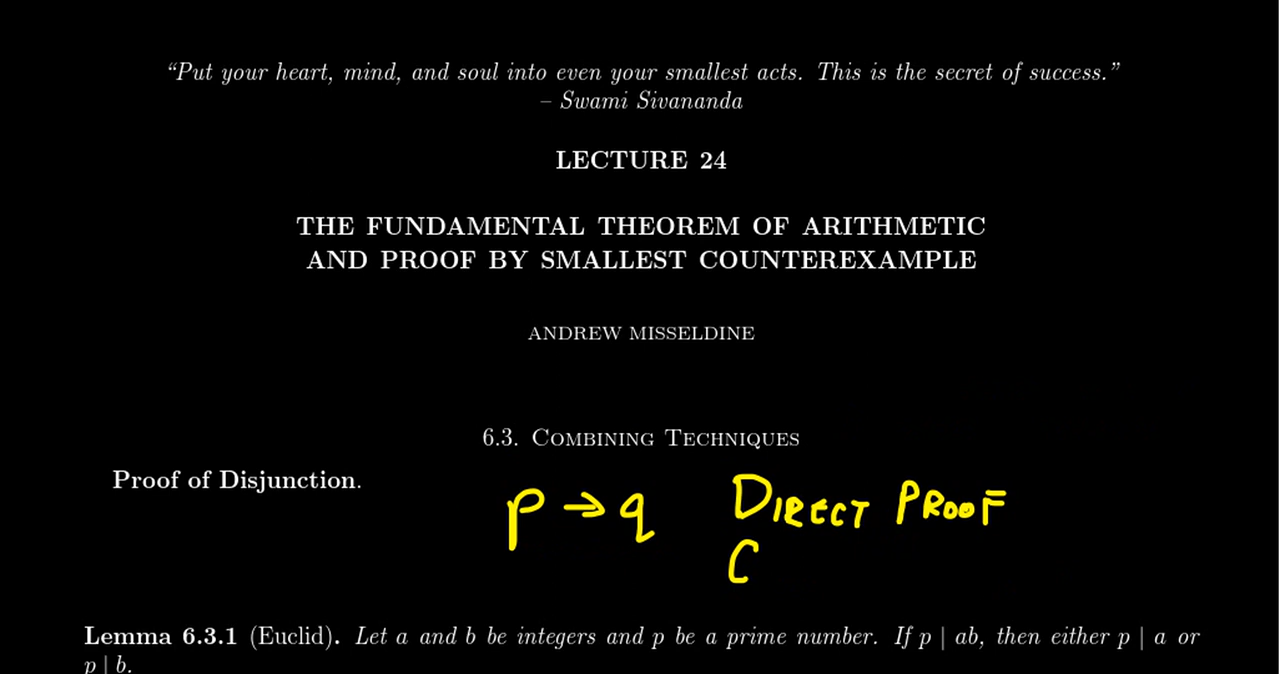 “Put your heart, mind, and soul into even your smallest acts. This is the secret of success.”
– Swami Sivananda
LECTURE 24
THE FUNDAMENTAL THEOREM OF ARITHMETIC
AND PROOF BY SMALLEST COUNTEREXAMPLE
ANDREW MISSELDINE
6.3. COMBINING TECHNIQUES
Proof of Disjunction.
p → q DIRECT PROOF
C
Lemma 6.3.1 (Euclid). Let a and b be integers and p be a prime number. If p | ab, then either p | a or
p | b.